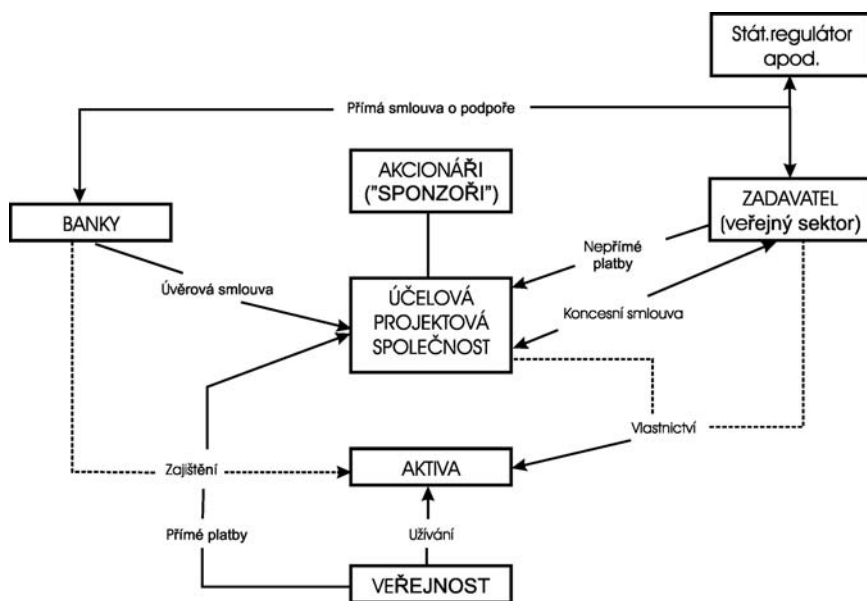 Stát.regulátor
apod.
Přímá smlouva o podpoře
AKCIONÁŘI
("SPONZOŘI")
ZADAVATEL
(veřejný sektor)
BANKY
Nepřímé
platby
Úvěrová smlouva
ÚČELOVÁ
PROJEKTOVÁ
SPOLEČNOST
Koncesní smlouva
Vlastnictví
Zajištění
AKTIVA
Přímé platby
Užívání
VEŘEJNOST